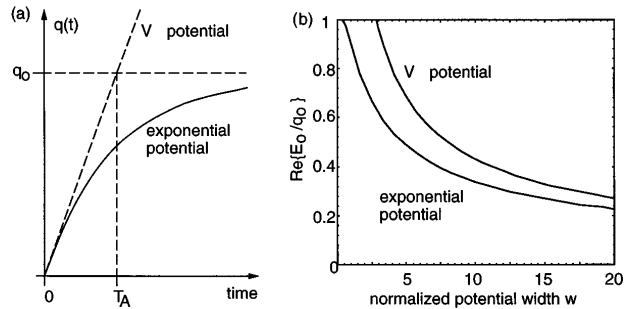 (a) q(t)
V potential
q₀
exponential
potential
0
T_A
time
(b)
1
0.8
0.6
0.4
0.2
0
Re{E₀/q₀}
V potential
exponential
potential
5
10
15
20
normalized potential width w